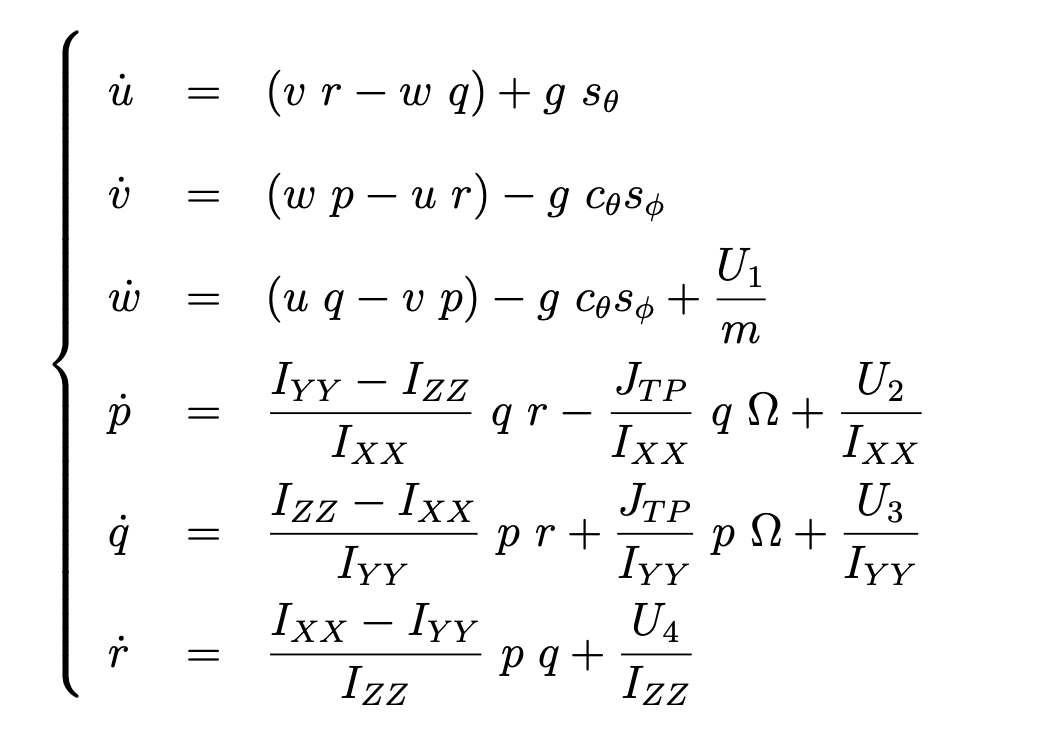 u̇ = (v r − w q) + g s_θ
v̇ = (w p − u r) − g c_θ s_ϕ
ẇ = (u q − v p) − g c_θ s_ϕ + U_1/m
ṗ = (I_YY − I_ZZ)/I_XX q r − J_TP/I_XX q Ω + U_2/I_XX
q̇ = (I_ZZ − I_XX)/I_YY p r + J_TP/I_YY p Ω + U_3/I_YY
ṙ = (I_XX − I_YY)/I_ZZ p q + U_4/I_ZZ